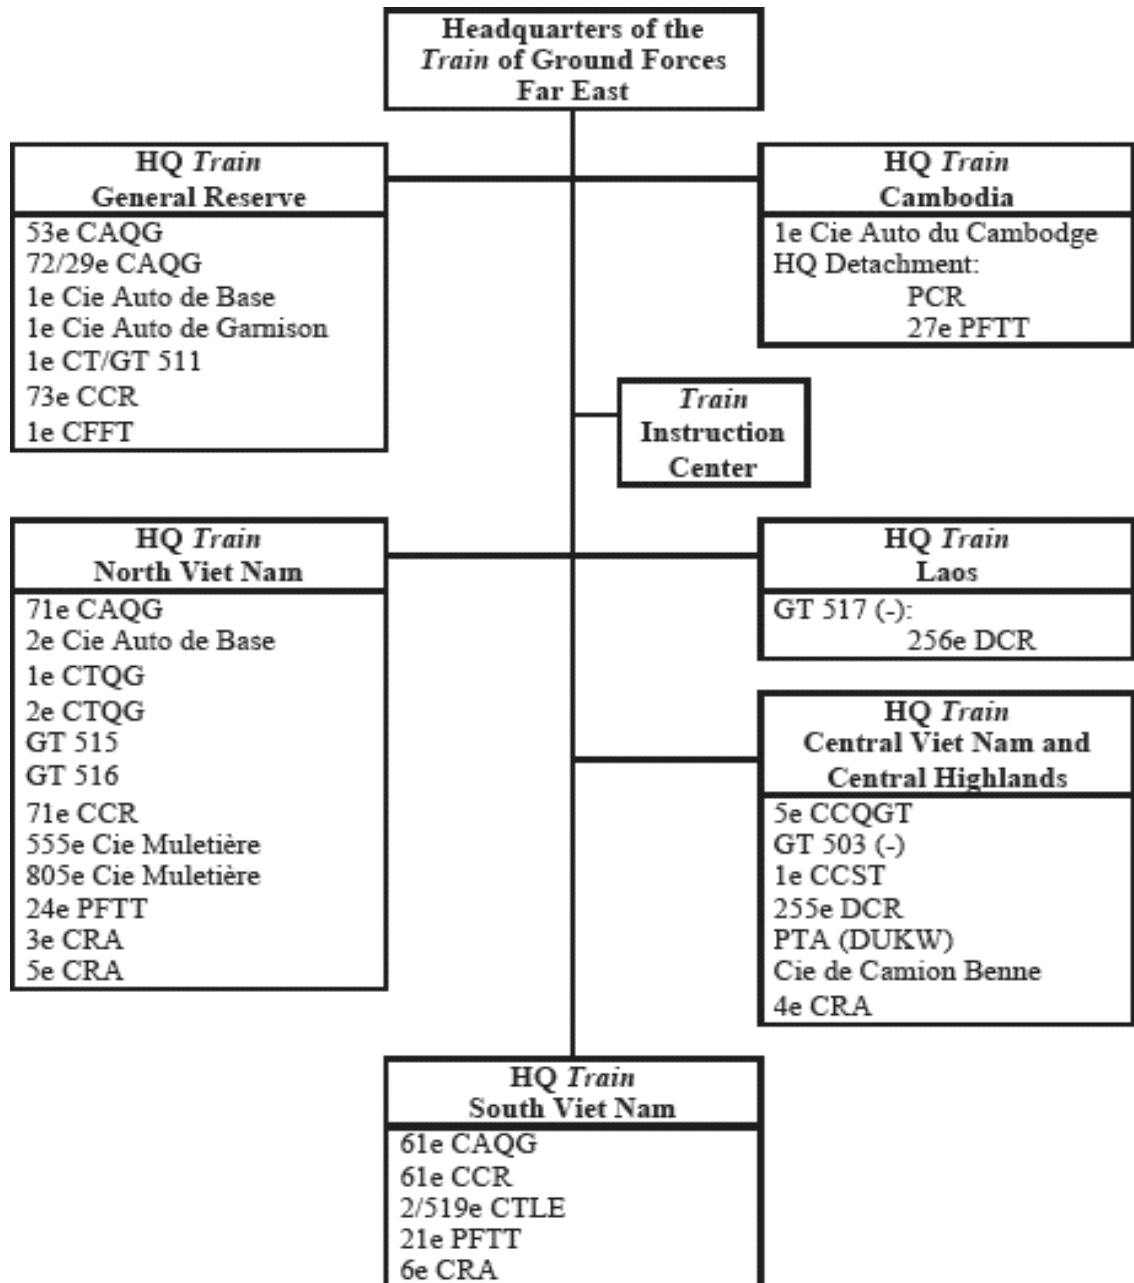 Headquarters of the
Train of Ground Forces
Far East
HQ Train
General Reserve
53e CAQG
72/29e CAQG
1e Cie Auto de Base
1e Cie Auto de Garnison
1e CT/GT 511
73e CCR
1e CFFT
HQ Train
Cambodia
1e Cie Auto du Cambodge
HQ Detachment:
PCR
27e PFTT
Train
Instruction
Center
HQ Train
North Viet Nam
71e CAQG
2e Cie Auto de Base
1e CTQG
2e CTQG
GT 515
GT 516
71e CCR
555e Cie Muletière
805e Cie Muletière
24e PFTT
3e CRA
5e CRA
HQ Train
Laos
GT 517 (-):
256e DCR
HQ Train
Central Viet Nam and
Central Highlands
5e CCQGT
GT 503 (-)
1e CCST
255e DCR
PTA (DUKW)
Cie de Camion Benne
4e CRA
HQ Train
South Viet Nam
61e CAQG
61e CCR
2/519e CTLE
21e PFTT
6e CRA